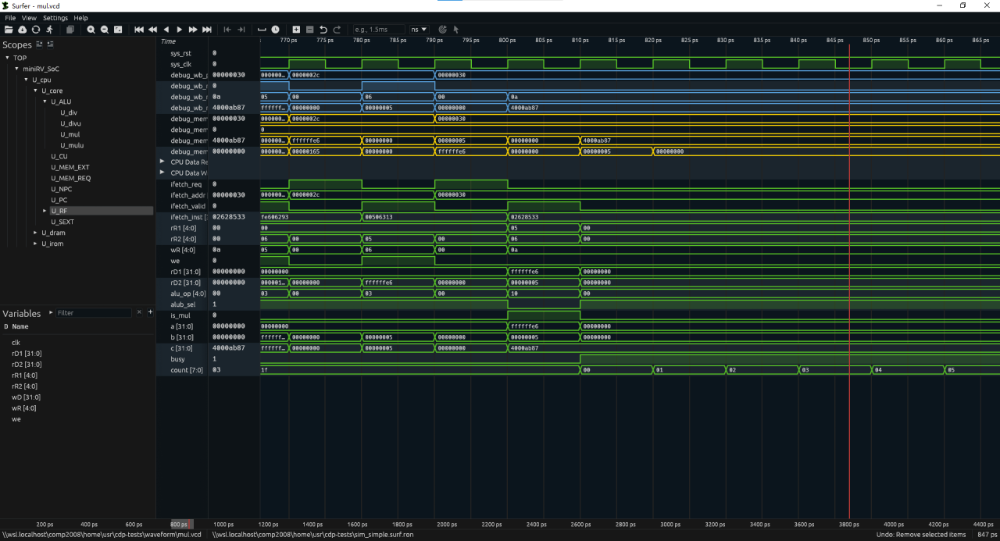 Surfer - mul.vcd
File View Settings Help
e.g., 1.5ms ns
Scopes
TOP
miniRV_SoC
U_cpu
U_core
U_ALU
U_div
U_divu
U_mul
U_mulu
U_CU
U_MEM_EXT
U_MEM_REQ
U_NPC
U_PC
U_RF
U_SEXT
U_dram
U_irom
Variables Filter
D Name
clk
rD1 [31:0]
rD2 [31:0]
rR1 [4:0]
rR2 [4:0]
wD [31:0]
wR [4:0]
we
Time 770 ps 775 ps 780 ps 785 ps 790 ps 795 ps 800 ps 805 ps 810 ps 815 ps 820 ps 825 ps 830 ps 835 ps 840 ps 845 ps 850 ps 855 ps 860 ps 865 ps
sys_rst 0
sys_clk 0
debug_wb_ 00000030 000000… 0000002c 00000030
debug_wb_ 0
debug_wb_ 0a 05 00 06 00 0a
debug_wb_ 4000ab87 ffffff… 00000000 00000005 00000000 4000ab87
debug_mem 00000030 000000… 0000002c 00000030
debug_mem 0 0
debug_mem 4000ab87 000000… ffffffe6 00000000 00000005 00000000 4000ab87
debug_mem 00000000 000000… 00000165 00000000 ffffffe6 00000000 00000005 00000000
CPU Data Re
CPU Data W
ifetch_req 0
ifetch_addr 00000030 000000… 0000002c 00000030
ifetch_valid 0
ifetch_inst [ 02628533 fe606293 00506313 02628533
rR1 [4:0] 00 00 05 00
rR2 [4:0] 00 06 00 05 00 06 00
wR [4:0] 0a 05 00 06 00 0a
we 0
rD1 [31:0] 00000000 00000000 ffffffe6 00000000
rD2 [31:0] 00000000 000001… 00000000 ffffffe6 00000000 00000005 00000000
alu_op [4:0] 00 03 00 03 00 10 00
alub_sel 1
is_mul 0
a [31:0] 00000000 00000000 ffffffe6 00000000
b [31:0] 00000000 ffffff… 00000000 00000005 00000000 00000005 00000000
c [31:0] 4000ab87 ffffff… 00000000 00000005 00000000 4000ab87
busy 1
count [7:0] 03 1f 00 01 02 03 04 05
200 ps 400 ps 600 ps 800 ps 1000 ps 1200 ps 1400 ps 1600 ps 1800 ps 2000 ps 2200 ps 2400 ps 2600 ps 2800 ps 3000 ps 3200 ps 3400 ps 3600 ps 3800 ps 4000 ps 4200 ps 4400 ps
\\wsl.localhost\comp2008\home\usr\cdp-tests\waveform\mul.vcd \\wsl.localhost\comp2008\home\usr\cdp-tests\sim_simple.surf.ron Undo: Remove selected items 847 ps